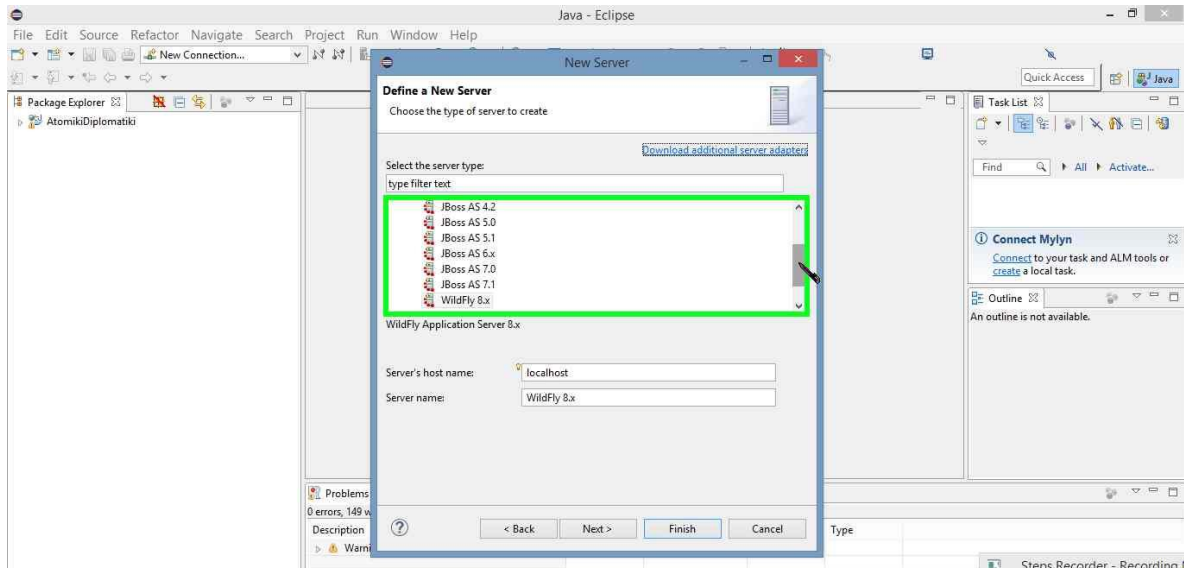 Java - Eclipse
File Edit Source Refactor Navigate Search Project Run Window Help
New Connection...
Quick Access
Java
Package Explorer
AtomikiDiplomatiki
New Server
Define a New Server
Choose the type of server to create
Download additional server adapters
Select the server type:
type filter text
JBoss AS 4.2
JBoss AS 5.0
JBoss AS 5.1
JBoss AS 6.x
JBoss AS 7.0
JBoss AS 7.1
WildFly 8.x
WildFly Application Server 8.x
Server's host name:
localhost
Server name:
WildFly 8.x
< Back Next > Finish Cancel
Task List
Find All Activate...
Connect Mylyn
Connect to your task and ALM tools or
create a local task.
Outline
An outline is not available.
Problems
0 errors, 149 w
Description Type
Warni
Steps Recorder - Recording